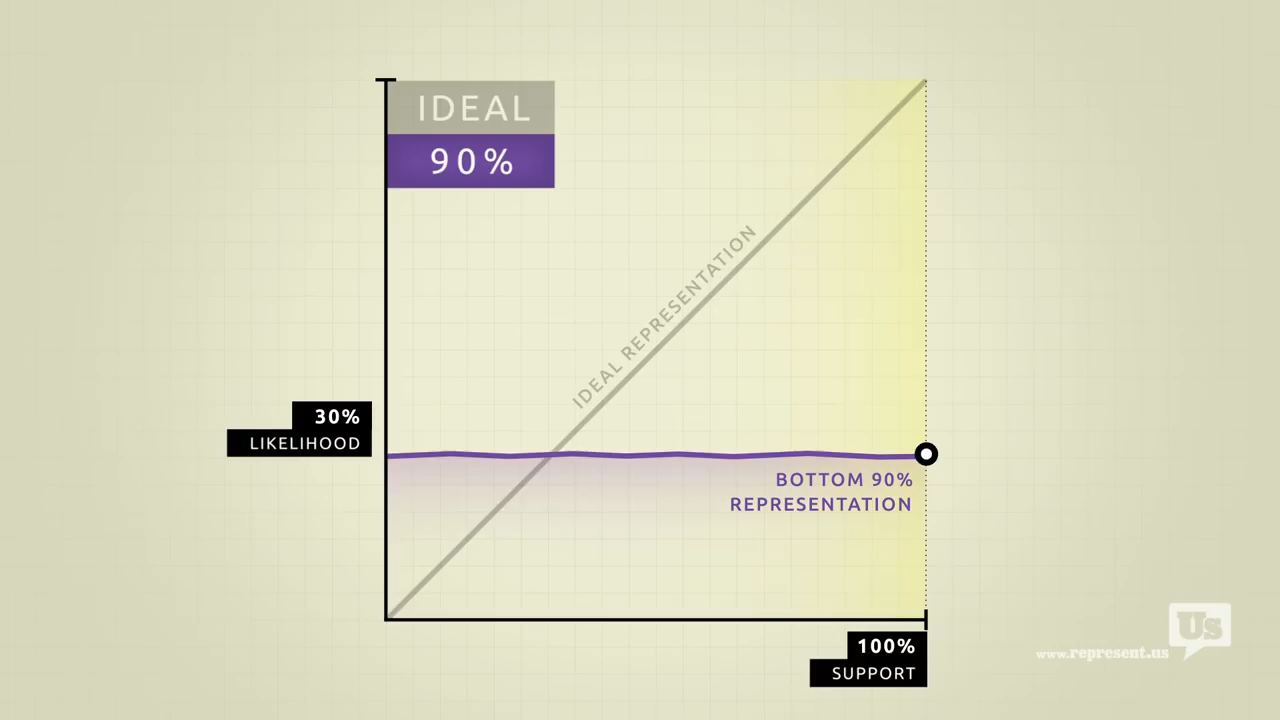 IDEAL
90%
IDEAL REPRESENTATION
30%
LIKELIHOOD
BOTTOM 90%
REPRESENTATION
100%
SUPPORT
Us
www.represent.us